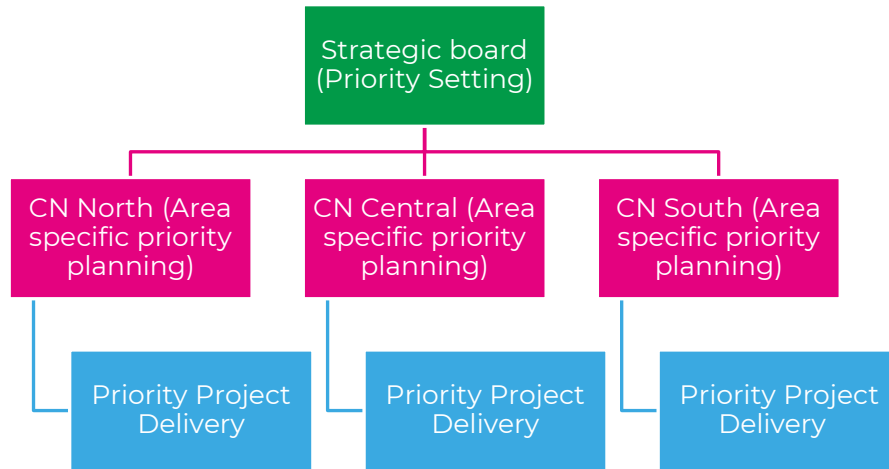 Strategic board
(Priority Setting)
CN North (Area
specific priority
planning)
CN Central (Area
specific priority
planning)
CN South (Area
specific priority
planning)
Priority Project
Delivery
Priority Project
Delivery
Priority Project
Delivery